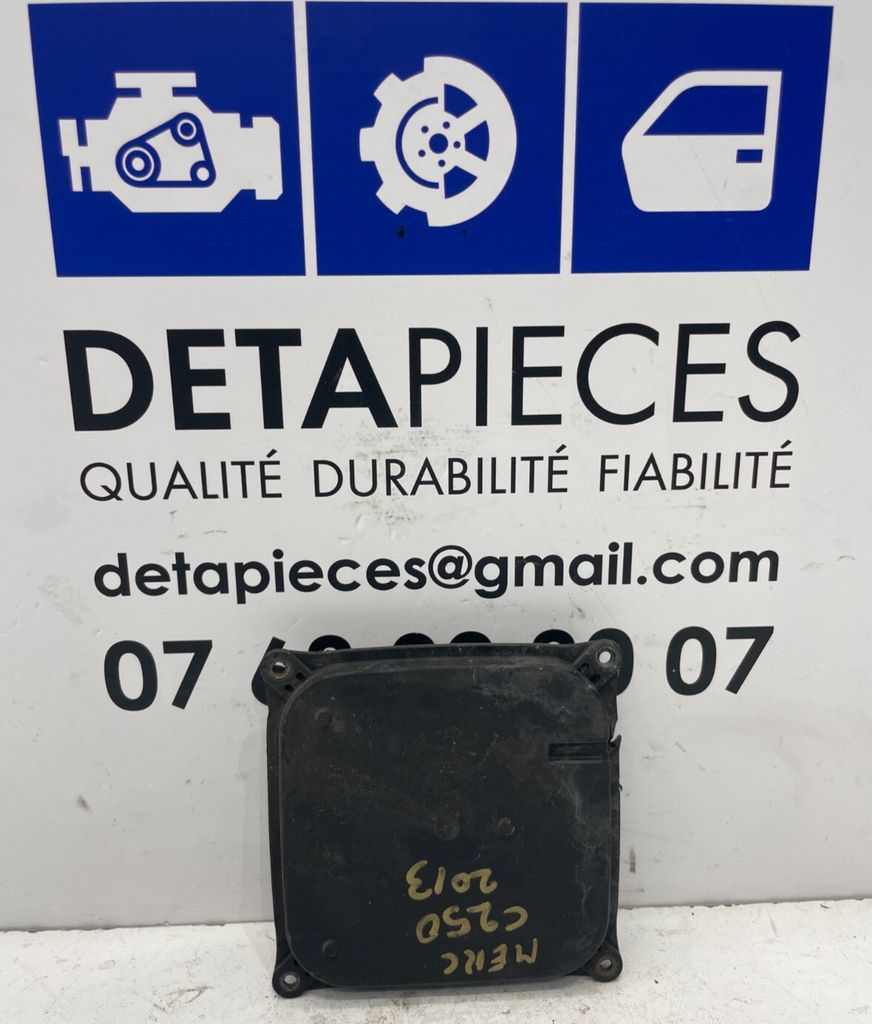 DETAPIECES
QUALITÉ DURABILITÉ FIABILITÉ
detapieces@gmail.com
07 07
MERC
C250
2013